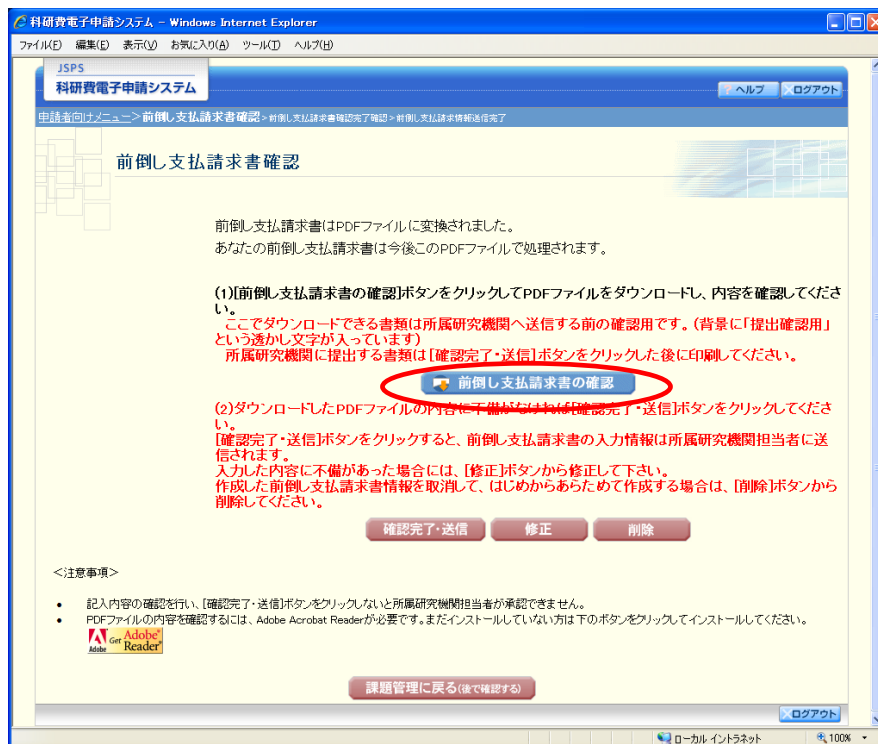 科研費電子申請システム - Windows Internet Explorer
ファイル(F) 編集(E) 表示(V) お気に入り(A) ツール(T) ヘルプ(H)
JSPS
科研費電子申請システム
ヘルプ
ログアウト
申請者向けメニュー>前倒し支払請求書確認>前倒し支払請求書確認完了確認>前倒し支払請求情報送信完了
前倒し支払請求書確認
前倒し支払請求書はPDFファイルに変換されました。
あなたの前倒し支払請求書は今後このPDFファイルで処理されます。
(1)[前倒し支払請求書の確認]ボタンをクリックしてPDFファイルをダウンロードし、内容を確認してくださ
い。
ここでダウンロードできる書類は所属研究機関へ送信する前の確認用です。(背景に「提出確認用」
という透かし文字が入っています)
所属研究機関に提出する書類は[確認完了・送信]ボタンをクリックした後に印刷してください。
前倒し支払請求書の確認
(2)ダウンロードしたPDFファイルの内容に不備がなければ[確認完了・送信]ボタンをクリックしてくださ
い。
[確認完了・送信]ボタンをクリックすると、前倒し支払請求書の入力情報は所属研究機関担当者に送
信されます。
入力した内容に不備があった場合には、[修正]ボタンから修正して下さい。
作成した前倒し支払請求書情報を取消して、はじめからあらためて作成する場合は、[削除]ボタンから
削除してください。
確認完了・送信 修正 削除
<注意事項>
• 記入内容の確認を行い、[確認完了・送信]ボタンをクリックしないと所属研究機関担当者が承認できません。
• PDFファイルの内容を確認するには、Adobe Acrobat Readerが必要です。まだインストールしていない方は下のボタンをクリックしてインストールしてください。
Adobe Get Adobe® Reader®
課題管理に戻る(後で確認する)
ログアウト
ローカル イントラネット 100%